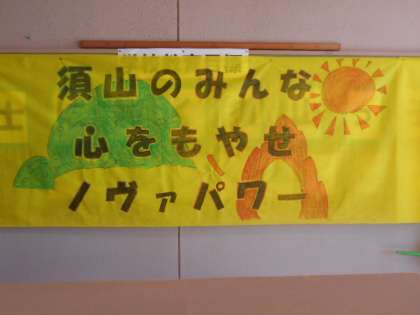 須山のみんな
心をもやせ
ノヴァパワー